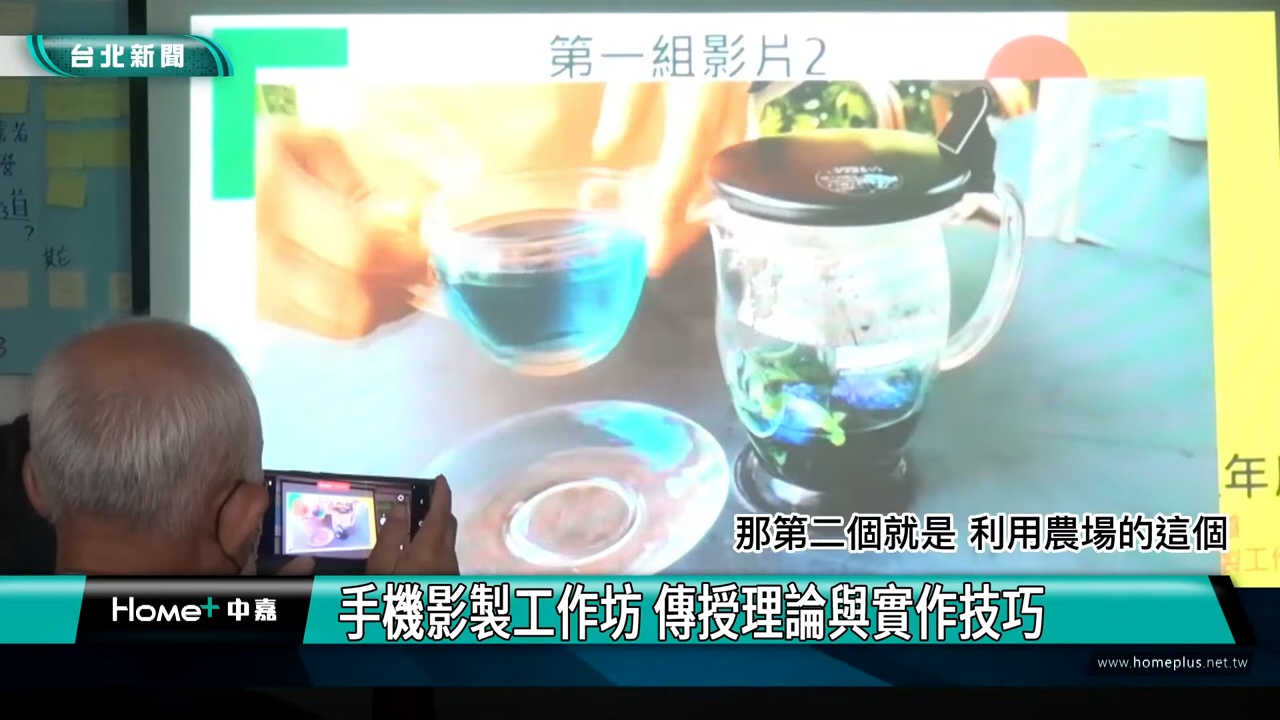 台北新聞
第一組影片2
其它
?
年
那第二個就是 利用農場的這個
Home+中嘉
手機影製工作坊 傳授理論與實作技巧
www.homeplus.net.tw